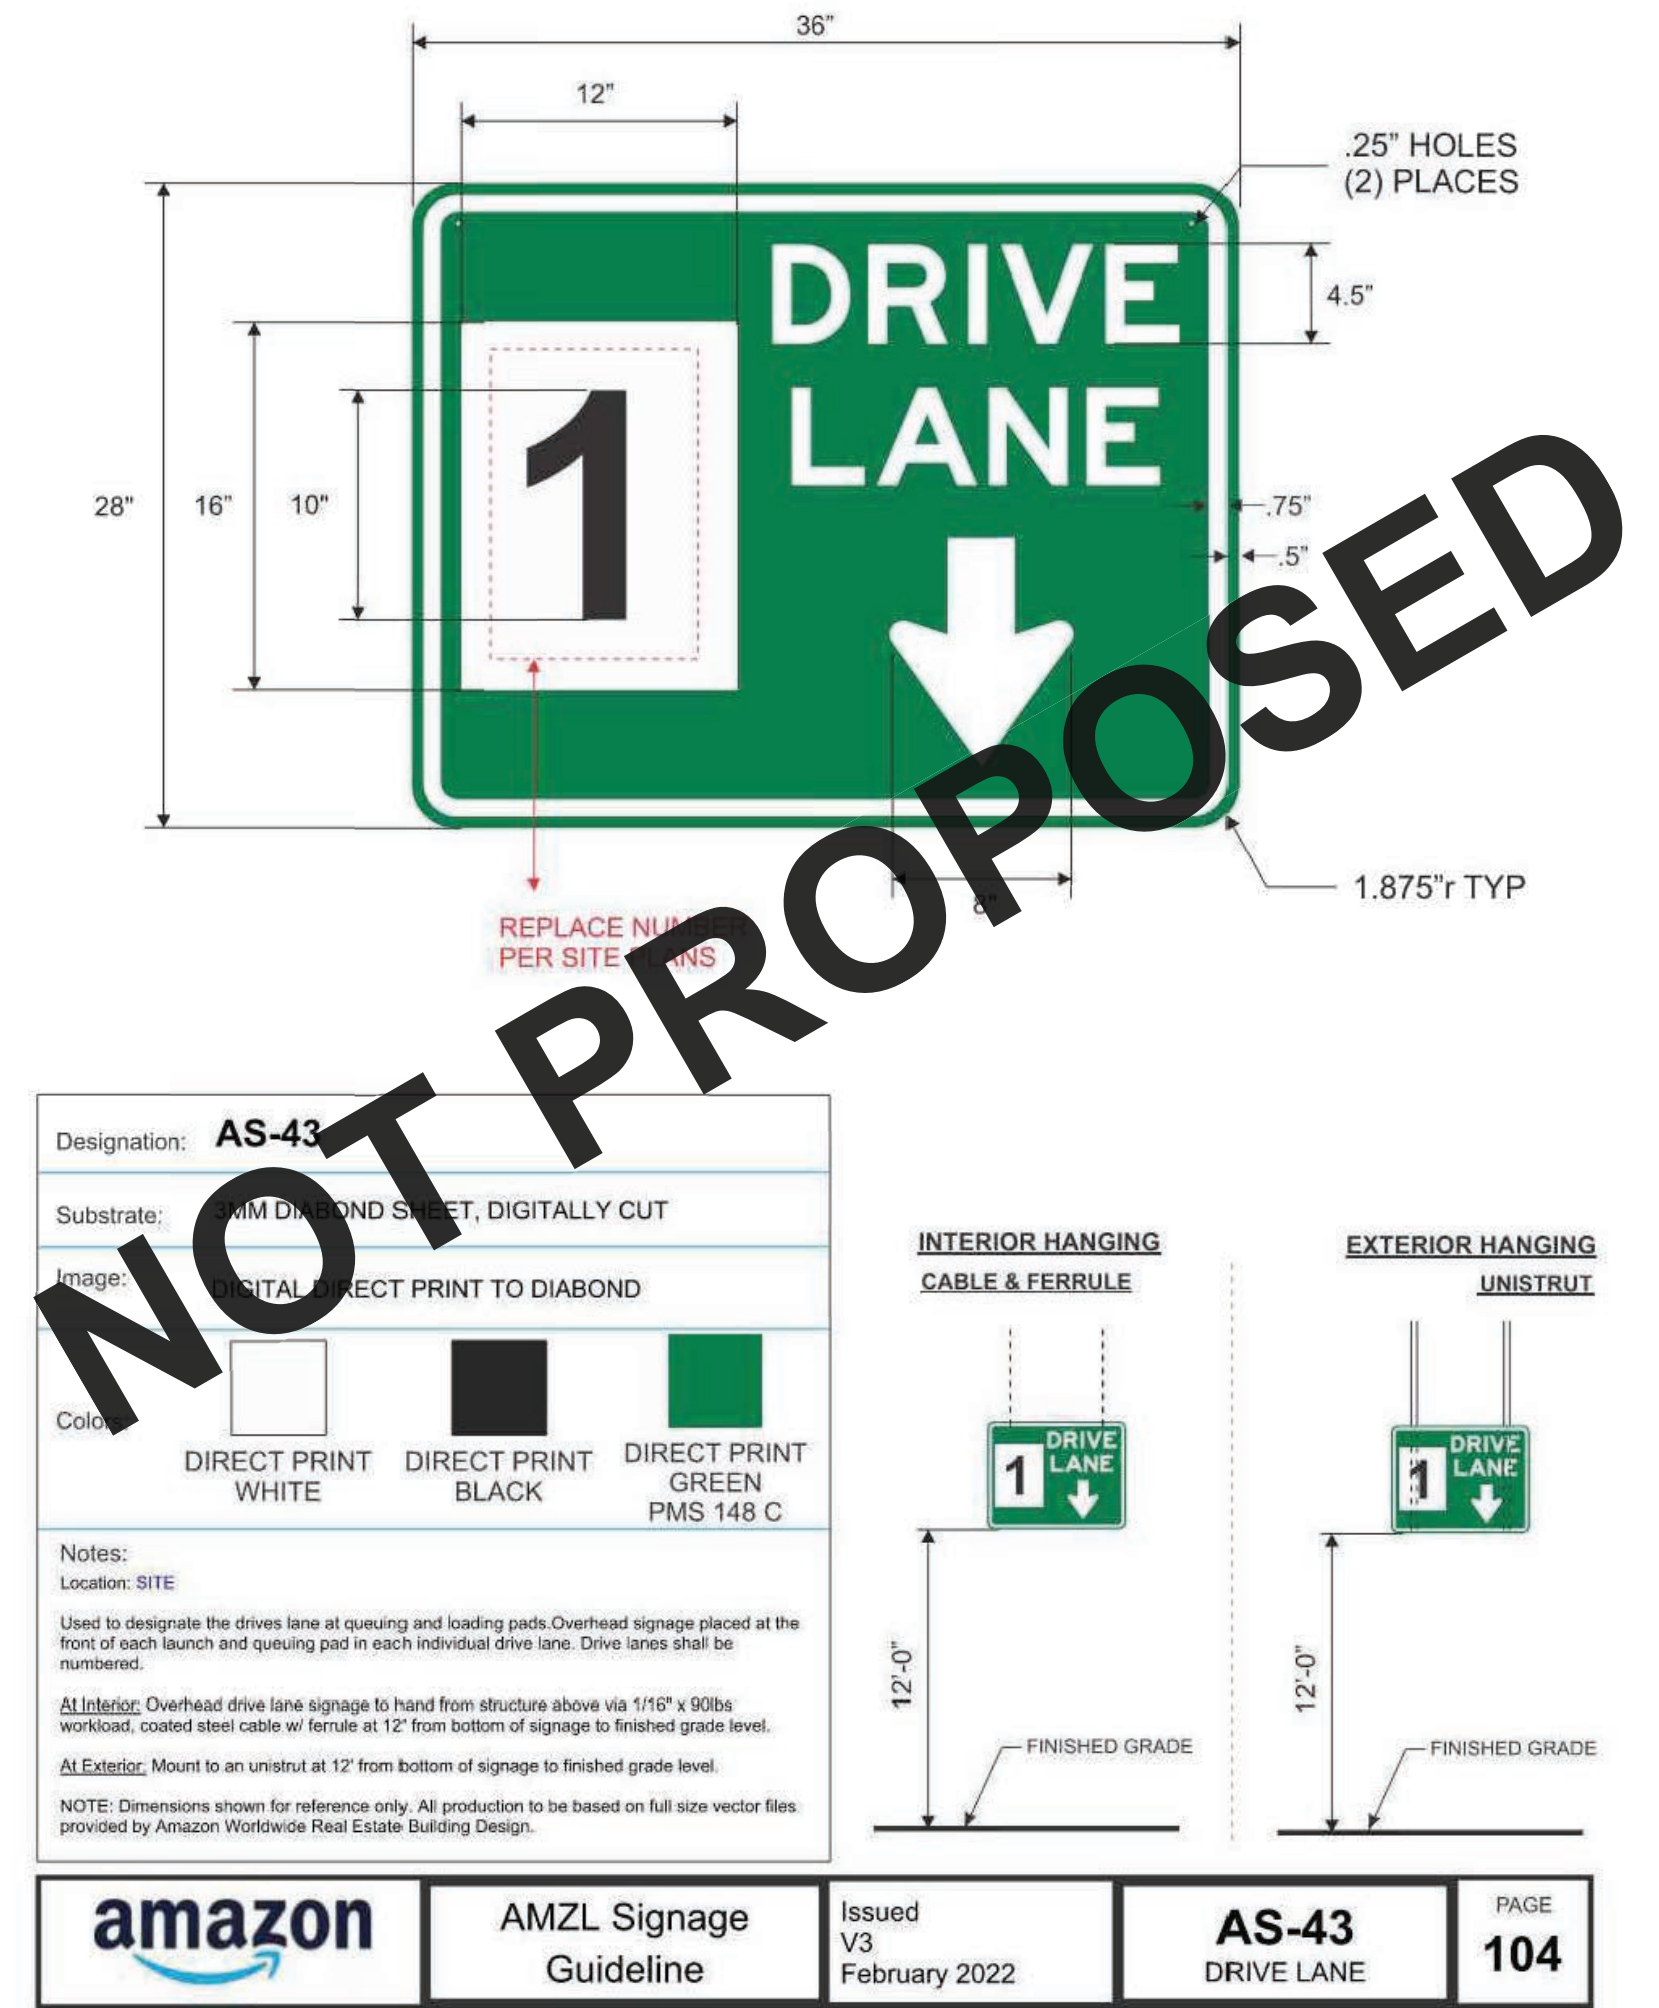 36”
12”
.25” HOLES
(2) PLACES
DRIVE
LANE
4.5”
1
28”
16”
10"
.75”
.5”
8”
1.875”r TYP
REPLACE NUMBER
PER SITE PLANS
NOT PROPOSED
Designation: AS-43
Substrate: 3MM DIABOND SHEET, DIGITALLY CUT
Image: DIGITAL DIRECT PRINT TO DIABOND
Colors:
DIRECT PRINT
WHITE
DIRECT PRINT
BLACK
DIRECT PRINT
GREEN
PMS 148 C
Notes:
Location: SITE
Used to designate the drives lane at queuing and loading pads.Overhead signage placed at the
front of each launch and queuing pad in each individual drive lane. Drive lanes shall be
numbered.
At Interior: Overhead drive lane signage to hand from structure above via 1/16" x 90lbs
workload, coated steel cable w/ ferrule at 12' from bottom of signage to finished grade level.
At Exterior: Mount to an unistrut at 12' from bottom of signage to finished grade level.
NOTE: Dimensions shown for reference only. All production to be based on full size vector files
provided by Amazon Worldwide Real Estate Building Design.
INTERIOR HANGING
CABLE & FERRULE
1
DRIVE
LANE
12’-0”
FINISHED GRADE
EXTERIOR HANGING
UNISTRUT
1
DRIVE
LANE
12’-0”
FINISHED GRADE
amazon
AMZL Signage
Guideline
Issued
V3
February 2022
AS-43
DRIVE LANE
PAGE
104